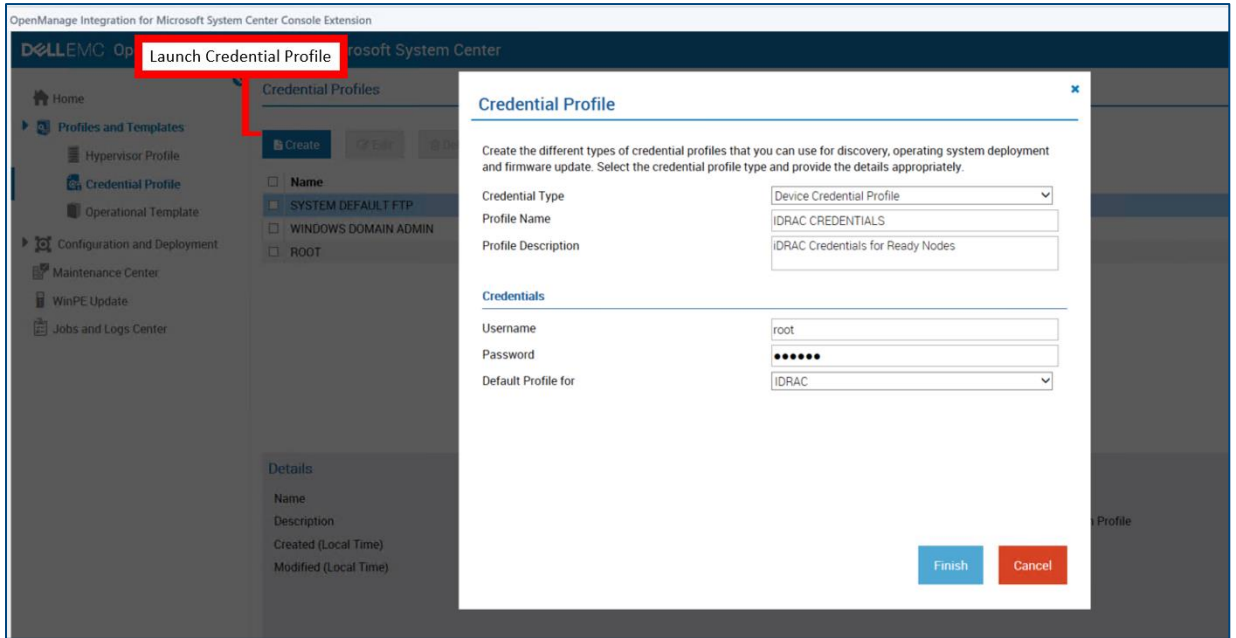 OpenManage Integration for Microsoft System Center Console Extension
DELLEMC Op rosoft System Center
Launch Credential Profile
Home
Profiles and Templates
Hypervisor Profile
Credential Profile
Operational Template
Configuration and Deployment
Maintenance Center
WinPE Update
Jobs and Logs Center
Credential Profiles
Create Edit De
Name
SYSTEM DEFAULT FTP
WINDOWS DOMAIN ADMIN
ROOT
Details
Name
Description
Created (Local Time)
Modified (Local Time)
n Profile
Credential Profile
Create the different types of credential profiles that you can use for discovery, operating system deployment
and firmware update. Select the credential profile type and provide the details appropriately.
Credential Type Device Credential Profile
Profile Name IDRAC CREDENTIALS
Profile Description iDRAC Credentials for Ready Nodes
Credentials
Username root
Password ●●●●●●
Default Profile for IDRAC
Finish Cancel